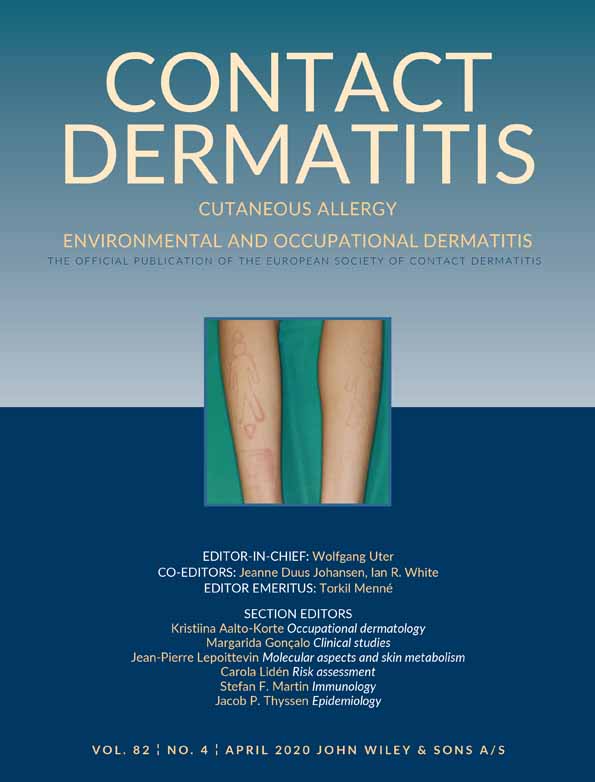 CONTACT
DERMATITIS
CUTANEOUS ALLERGY
ENVIRONMENTAL AND OCCUPATIONAL DERMATITIS
THE OFFICIAL PUBLICATION OF THE EUROPEAN SOCIETY OF CONTACT DERMATITIS
EDITOR-IN-CHIEF: Wolfgang Uter
CO-EDITORS: Jeanne Duus Johansen, Ian R. White
EDITOR EMERITUS: Torkil Menné
SECTION EDITORS
Kristiina Aalto-Korte Occupational dermatology
Margarida Gonçalo Clinical studies
Jean-Pierre Lepoittevin Molecular aspects and skin metabolism
Carola Lidén Risk assessment
Stefan F. Martin Immunology
Jacob P. Thyssen Epidemiology
VOL. 82 ¦ NO. 4 ¦ APRIL 2020 JOHN WILEY & SONS A/S